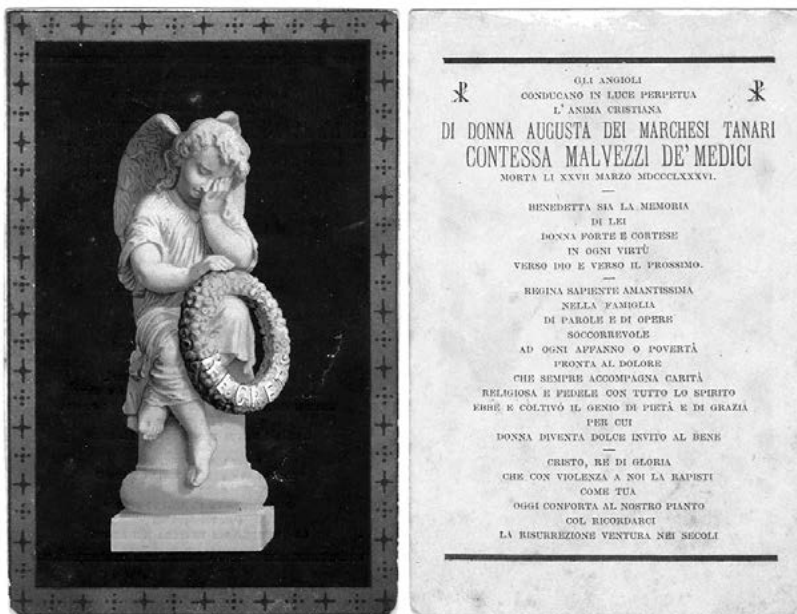 REGRETS
GLI ANGIOLI
CONDUCANO IN LUCE PERPETUA
L'ANIMA CRISTIANA
DI DONNA AUGUSTA DEI MARCHESI TANARI
CONTESSA MALVEZZI DE' MEDICI
MORTA LI XXVII MARZO MDCCCLXXXVI.
BENEDETTA SIA LA MEMORIA
DI LEI
DONNA FORTE E CORTESE
IN OGNI VIRTÙ
VERSO DIO E VERSO IL PROSSIMO.
REGINA SAPIENTE AMANTISSIMA
NELLA FAMIGLIA
DI PAROLE E DI OPERE
SOCCORREVOLE
AD OGNI AFFANNO O POVERTÀ
PRONTA AL DOLORE
CHE SEMPRE ACCOMPAGNA CARITÀ
RELIGIOSA E FEDELE CON TUTTO LO SPIRITO
EBBE E COLTIVÒ IL GENIO DI PIETÀ E DI GRAZIA
PER CUI
DONNA DIVENTA DOLCE INVITO AL BENE
CRISTO, RE DI GLORIA
CHE CON VIOLENZA A NOI LA RAPISTI
COME TUA
OGGI CONFORTA AL NOSTRO PIANTO
COL RICORDARCI
LA RISURREZIONE VENTURA NEI SECOLI